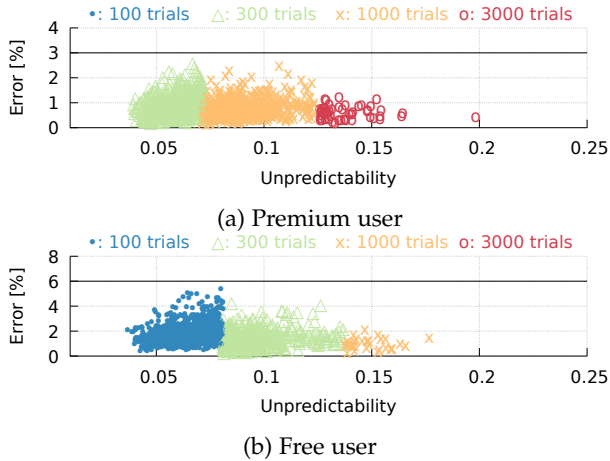 •: 100 trials △: 300 trials x: 1000 trials o: 3000 trials
4
3
2
1
0
Error [%]
0.05 0.1 0.15 0.2 0.25
Unpredictability
(a) Premium user
•: 100 trials △: 300 trials x: 1000 trials o: 3000 trials
8
6
4
2
0
Error [%]
0.05 0.1 0.15 0.2 0.25
Unpredictability
(b) Free user